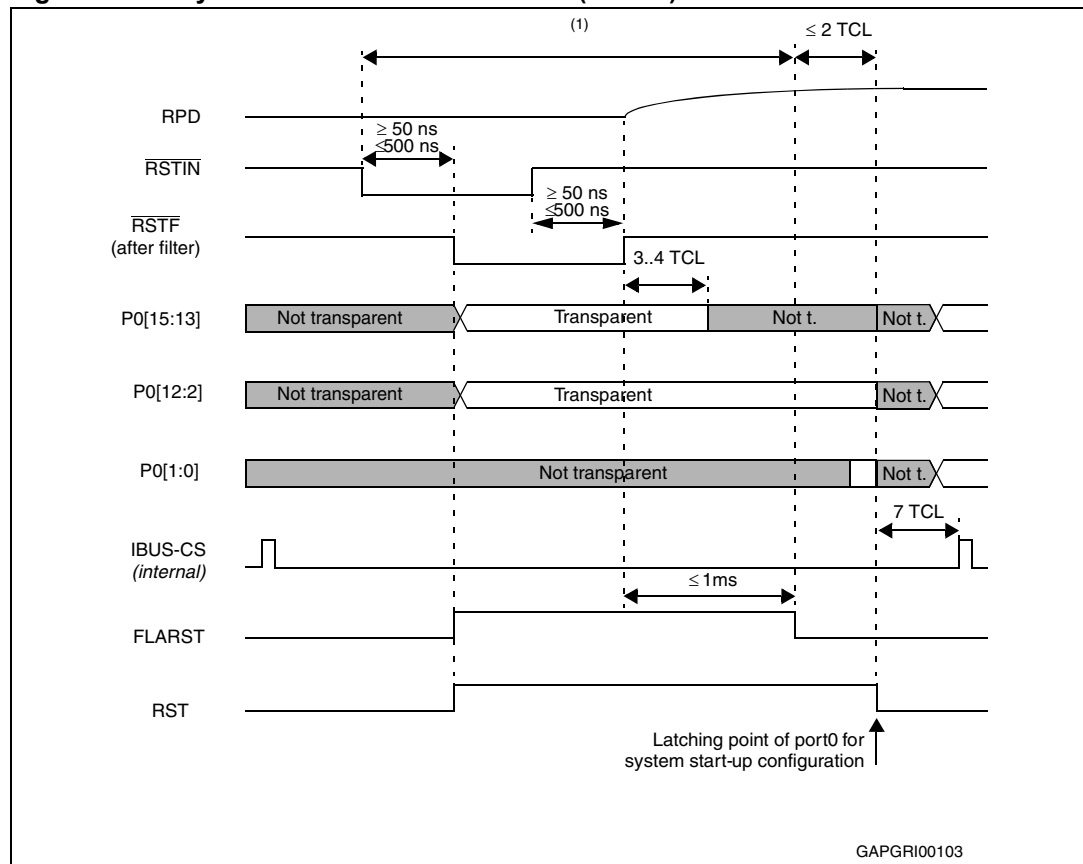 (1)
≤ 2 TCL
RPD
≥ 50 ns
≤500 ns
RSTIN
≥ 50 ns
≤500 ns
RSTF
(after filter)
3..4 TCL
P0[15:13]
Not transparent
Transparent
Not t.
Not t.
P0[12:2]
Not transparent
Transparent
Not t.
P0[1:0]
Not transparent
Not t.
7 TCL
IBUS-CS
(internal)
≤ 1ms
FLARST
RST
Latching point of port0 for
system start-up configuration
GAPGRI00103